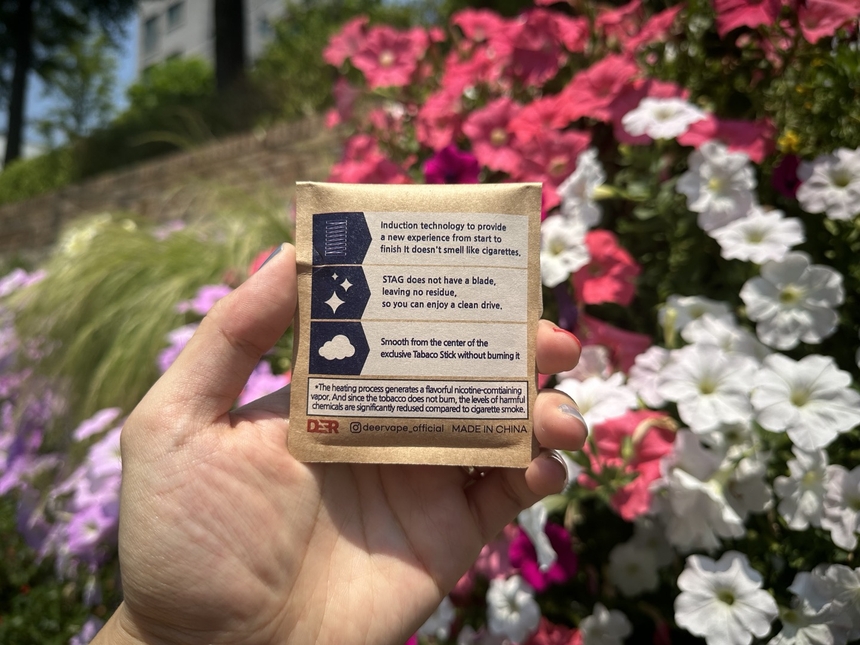 Induction technology to provide
a new experience from start to
finish It doesn't smell like cigarettes.
STAG does not have a blade,
leaving no residue,
so you can enjoy a clean drive.
Smooth from the center of the
exclusive Tabaco Stick without burning it
*The heating process generates a flavorful nicotine-comtiaining
vapor. And since the tobacco does not burn, the levels of harmful
chemicals are significantly redused compared to cigarette smoke.
DEER deervape_official MADE IN CHINA